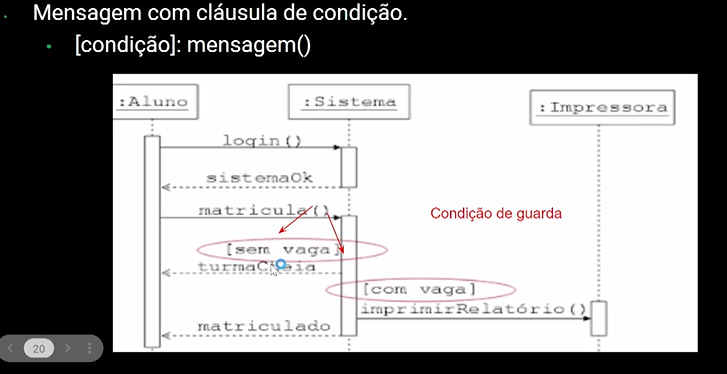 Mensagem com cláusula de condição.
[condição]: mensagem()
:Aluno
:Sistema
:Impressora
login()
sistemaOk
matricula()
Condição de guarda
[sem vaga]
turmaCheia
[com vaga]
imprimirRelatório()
matriculado
20